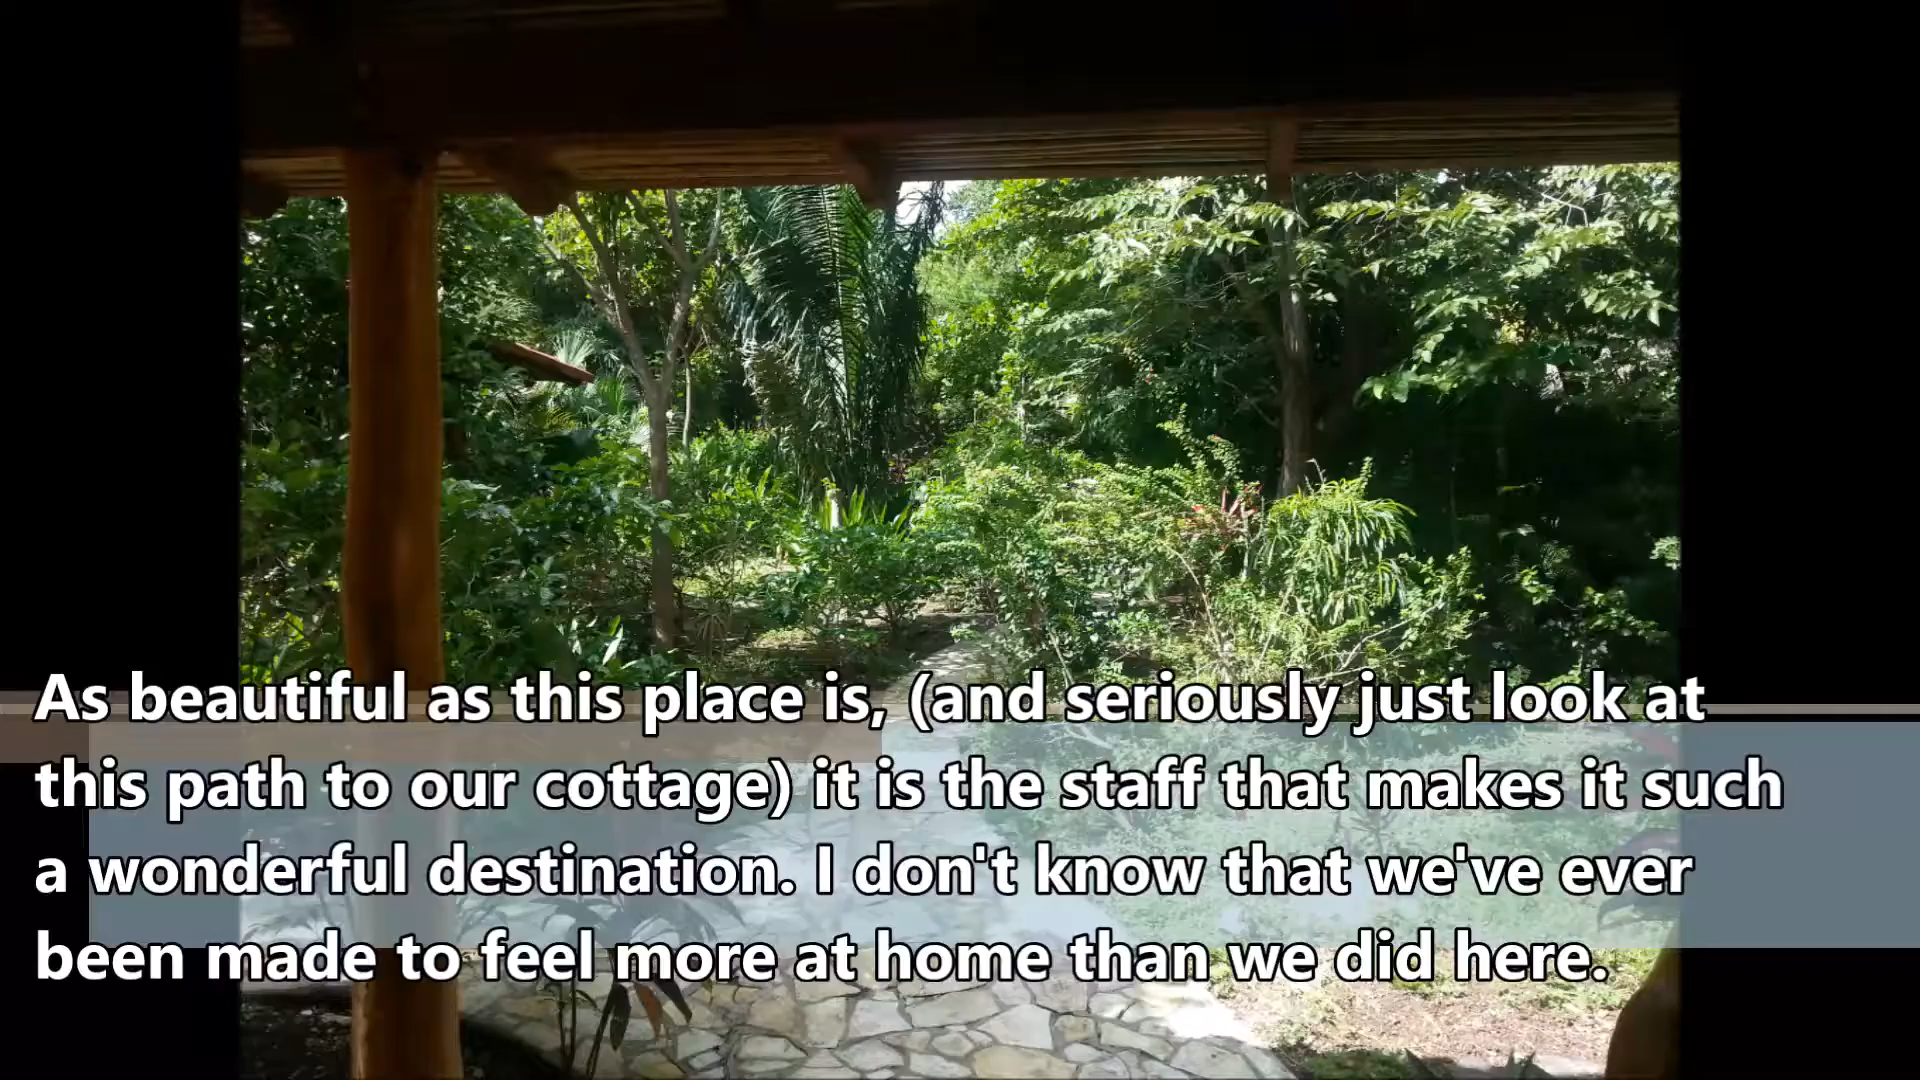 As beautiful as this place is, (and seriously just look at
this path to our cottage) it is the staff that makes it such
a wonderful destination. I don't know that we've ever
been made to feel more at home than we did here.